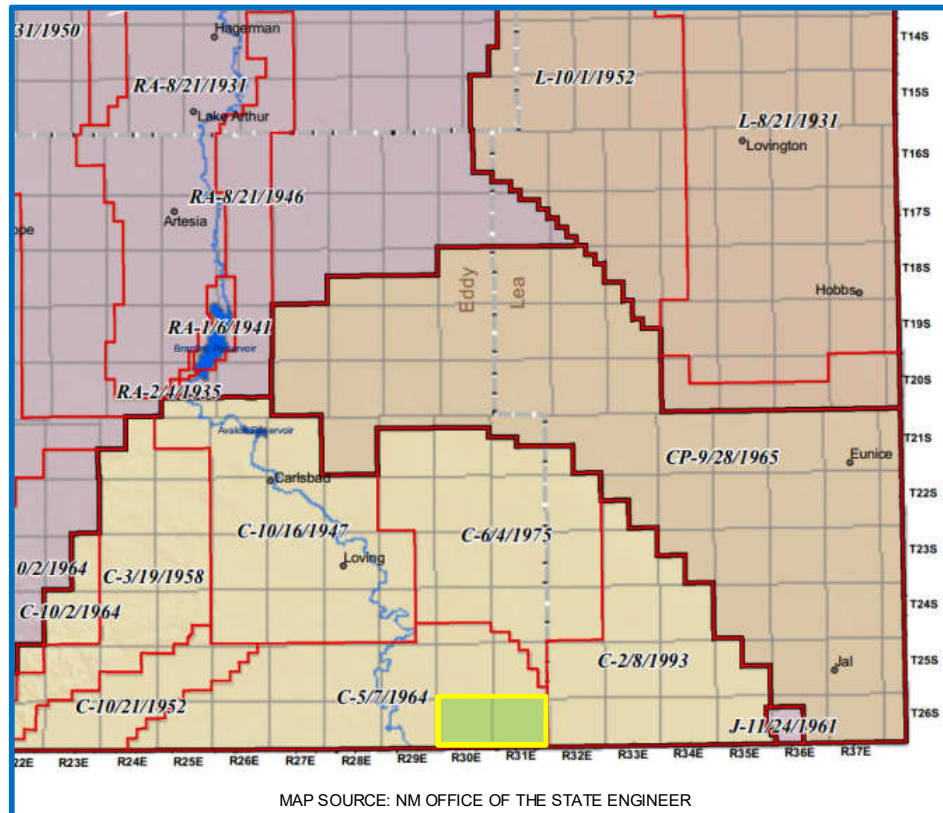 31/1950
Hagerman
T14S
RA-8/21/1931
L-10/1/1952
T15S
Lake Arthur
L-8/21/1931
Lovington
T16S
RA-8/21/1946
Artesia
T17S
ope
Eddy
Lea
T18S
Hobbs
RA-1/6/1941
T19S
Brantley Reservoir
RA-2/4/1935
T20S
Avalon Reservoir
T21S
CP-9/28/1965
Eunice
Carlsbad
T22S
C-10/16/1947
C-6/4/1975
T23S
Loving
0/2/1964
C-3/19/1958
C-10/2/1964
T24S
C-2/8/1993
T25S
Jal
C-10/21/1952
C-5/7/1964
T26S
J-11/24/1961
22E R23E R24E R25E R26E R27E R28E R29E R30E R31E R32E R33E R34E R35E R36E R37E
MAP SOURCE: NM OFFICE OF THE STATE ENGINEER